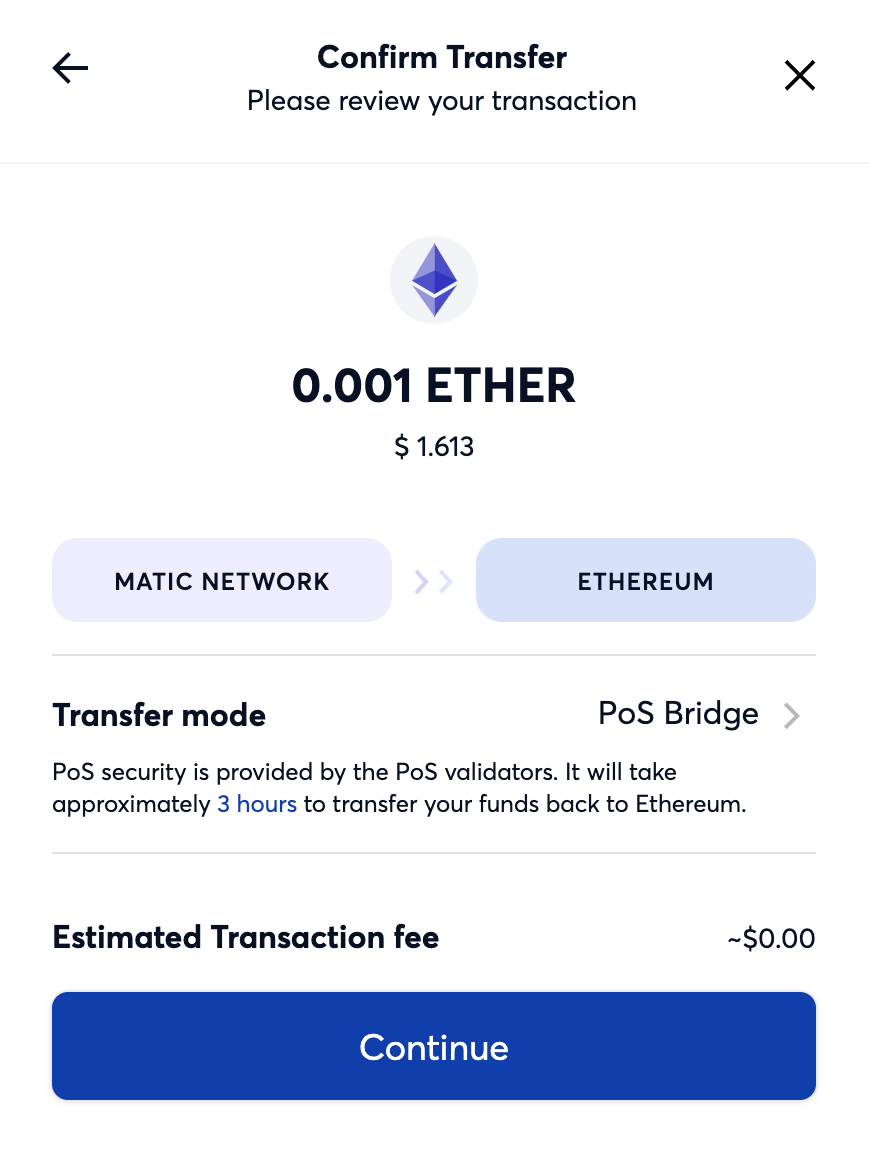 Confirm Transfer
Please review your transaction
0.001 ETHER
$ 1.613
MATIC NETWORK
ETHEREUM
Transfer mode
PoS Bridge
PoS security is provided by the PoS validators. It will take
approximately 3 hours to transfer your funds back to Ethereum.
Estimated Transaction fee
~$0.00
Continue